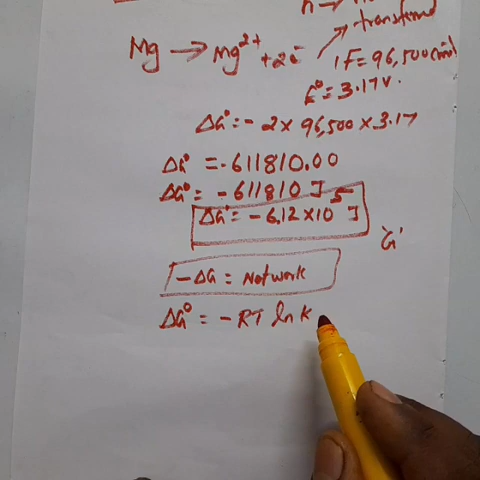 n →
transferred
Mg → Mg²⁺ + 2e⁻
1F = 96,500 c/mol
E° = 3.17V.
ΔG° = - 2 × 96,500 × 3.17
ΔG° = -611810.00
ΔG° = - 611810 J
ΔG° = - 6.12 × 10⁵ J
'G'
-ΔG = Network
ΔG° = - RT ln K